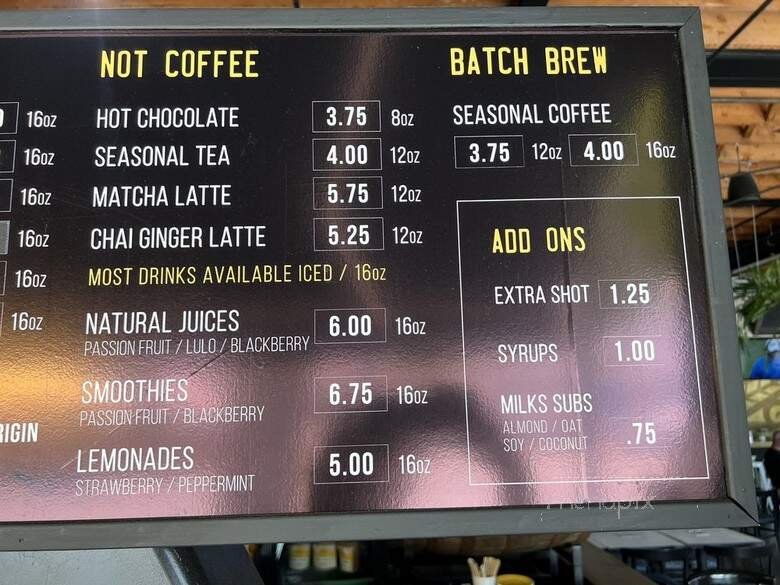 16oz
16oz
16oz
16oz
16oz
16oz
RIGIN
NOT COFFEE
HOT CHOCOLATE 3.75 8oz
SEASONAL TEA 4.00 12oz
MATCHA LATTE 5.75 12oz
CHAI GINGER LATTE 5.25 12oz
MOST DRINKS AVAILABLE ICED / 16oz
NATURAL JUICES 6.00 16oz
PASSION FRUIT / LULO / BLACKBERRY
SMOOTHIES 6.75 16oz
PASSION FRUIT / BLACKBERRY
LEMONADES 5.00 16oz
STRAWBERRY / PEPPERMINT
BATCH BREW
SEASONAL COFFEE
3.75 12oz 4.00 16oz
ADD ONS
EXTRA SHOT 1.25
SYRUPS 1.00
MILKS SUBS .75
ALMOND / OAT
SOY / COCONUT
menupix